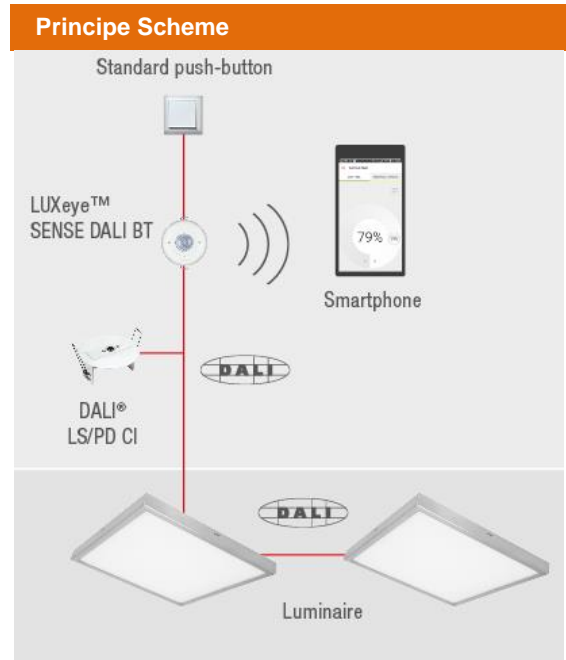 Principe Scheme
Standard push-button
LUXeye™
SENSE DALI BT
79%
Smartphone
DALI
DALI®
LS/PD CI
DALI
Luminaire